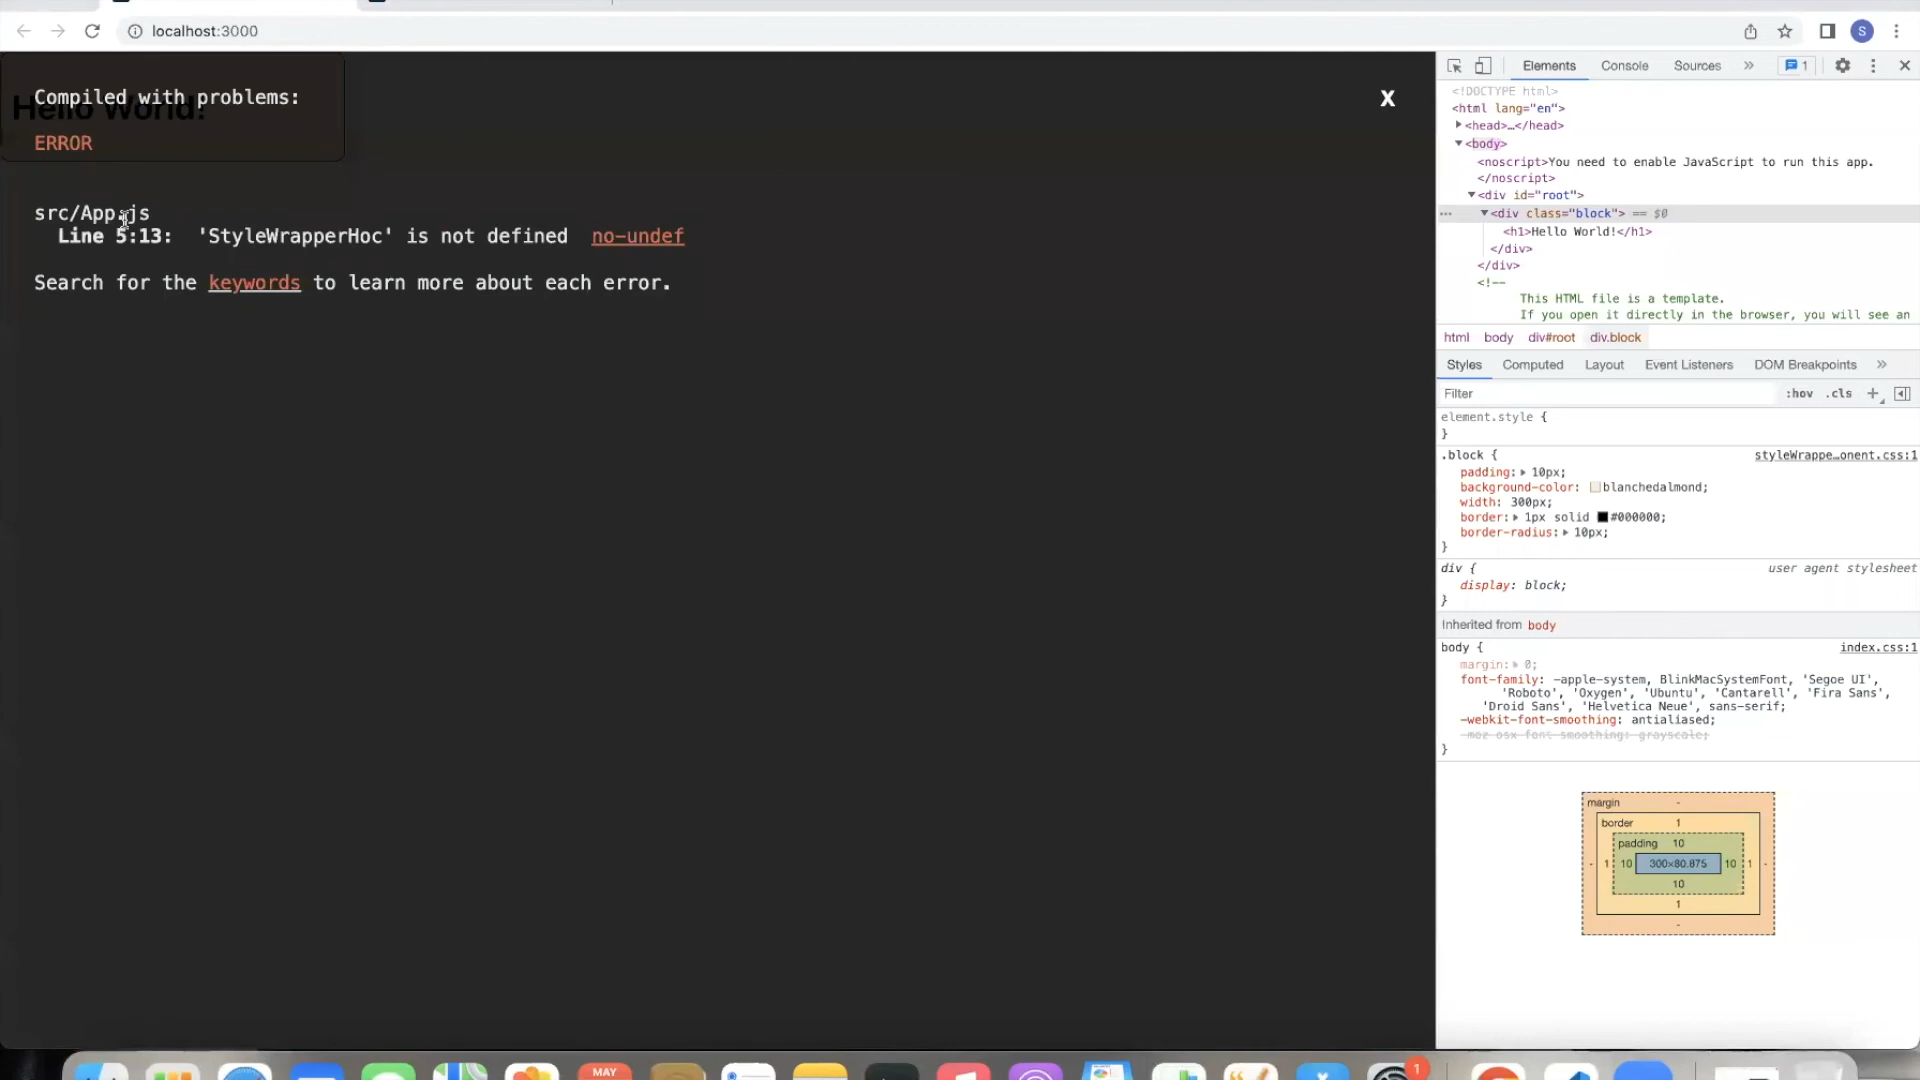 localhost:3000
S
Compiled with problems:
X
Hello World!
ERROR
src/App.js
Line 5:13: 'StyleWrapperHoc' is not defined no-undef
Search for the keywords to learn more about each error.
Elements Console Sources » 1
<!DOCTYPE html>
<html lang="en">
<head>…</head>
<body>
<noscript>You need to enable JavaScript to run this app.
</noscript>
<div id="root">
<div class="block"> == $0
<h1>Hello World!</h1>
</div>
</div>
<!--
This HTML file is a template.
If you open it directly in the browser, you will see an
html body div#root div.block
Styles Computed Layout Event Listeners DOM Breakpoints »
Filter :hov .cls +
element.style {
}
.block { styleWrappe…onent.css:1
padding: 10px;
background-color: blanchedalmond;
width: 300px;
border: 1px solid #000000;
border-radius: 10px;
}
div { user agent stylesheet
display: block;
}
Inherited from body
body { index.css:1
margin: 0;
font-family: -apple-system, BlinkMacSystemFont, 'Segoe UI',
'Roboto', 'Oxygen', 'Ubuntu', 'Cantarell', 'Fira Sans',
'Droid Sans', 'Helvetica Neue', sans-serif;
-webkit-font-smoothing: antialiased;
-moz-osx-font-smoothing: grayscale;
}
margin -
border 1
padding 10
- 1 10 300×80.875 10 1 -
10
1
-
MAY
1